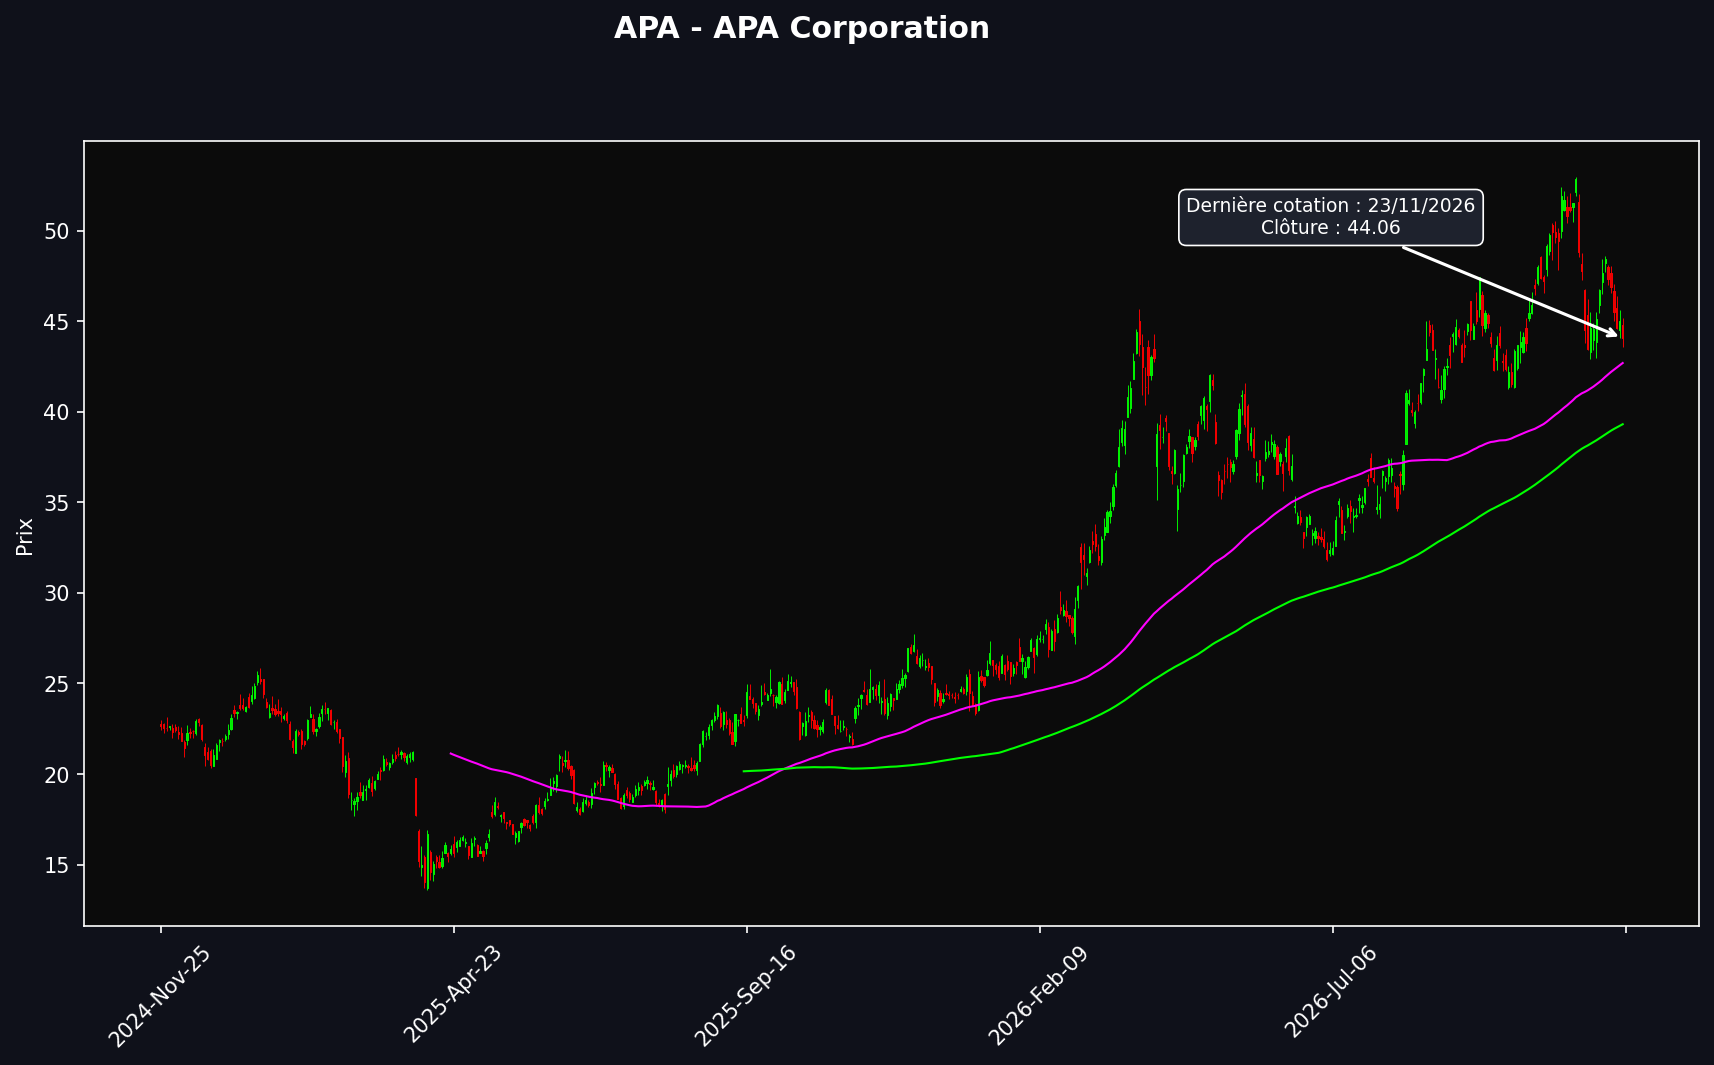 APA - APA Corporation
Dernière cotation : 23/11/2026
Clôture : 44.06
Prix
50
45
40
35
30
25
20
15
2024-Nov-25
2025-Apr-23
2025-Sep-16
2026-Feb-09
2026-Jul-06